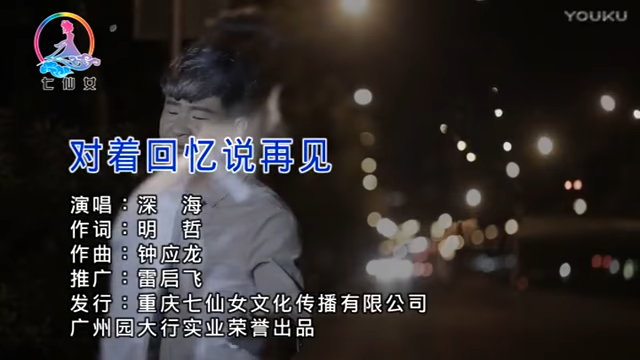 YOUKU
七仙女
对着回忆说再见
演唱：深 海
作词：明 哲
作曲：钟应龙
推广：雷启飞
发行：重庆七仙女文化传播有限公司
广州园大行实业荣誉出品